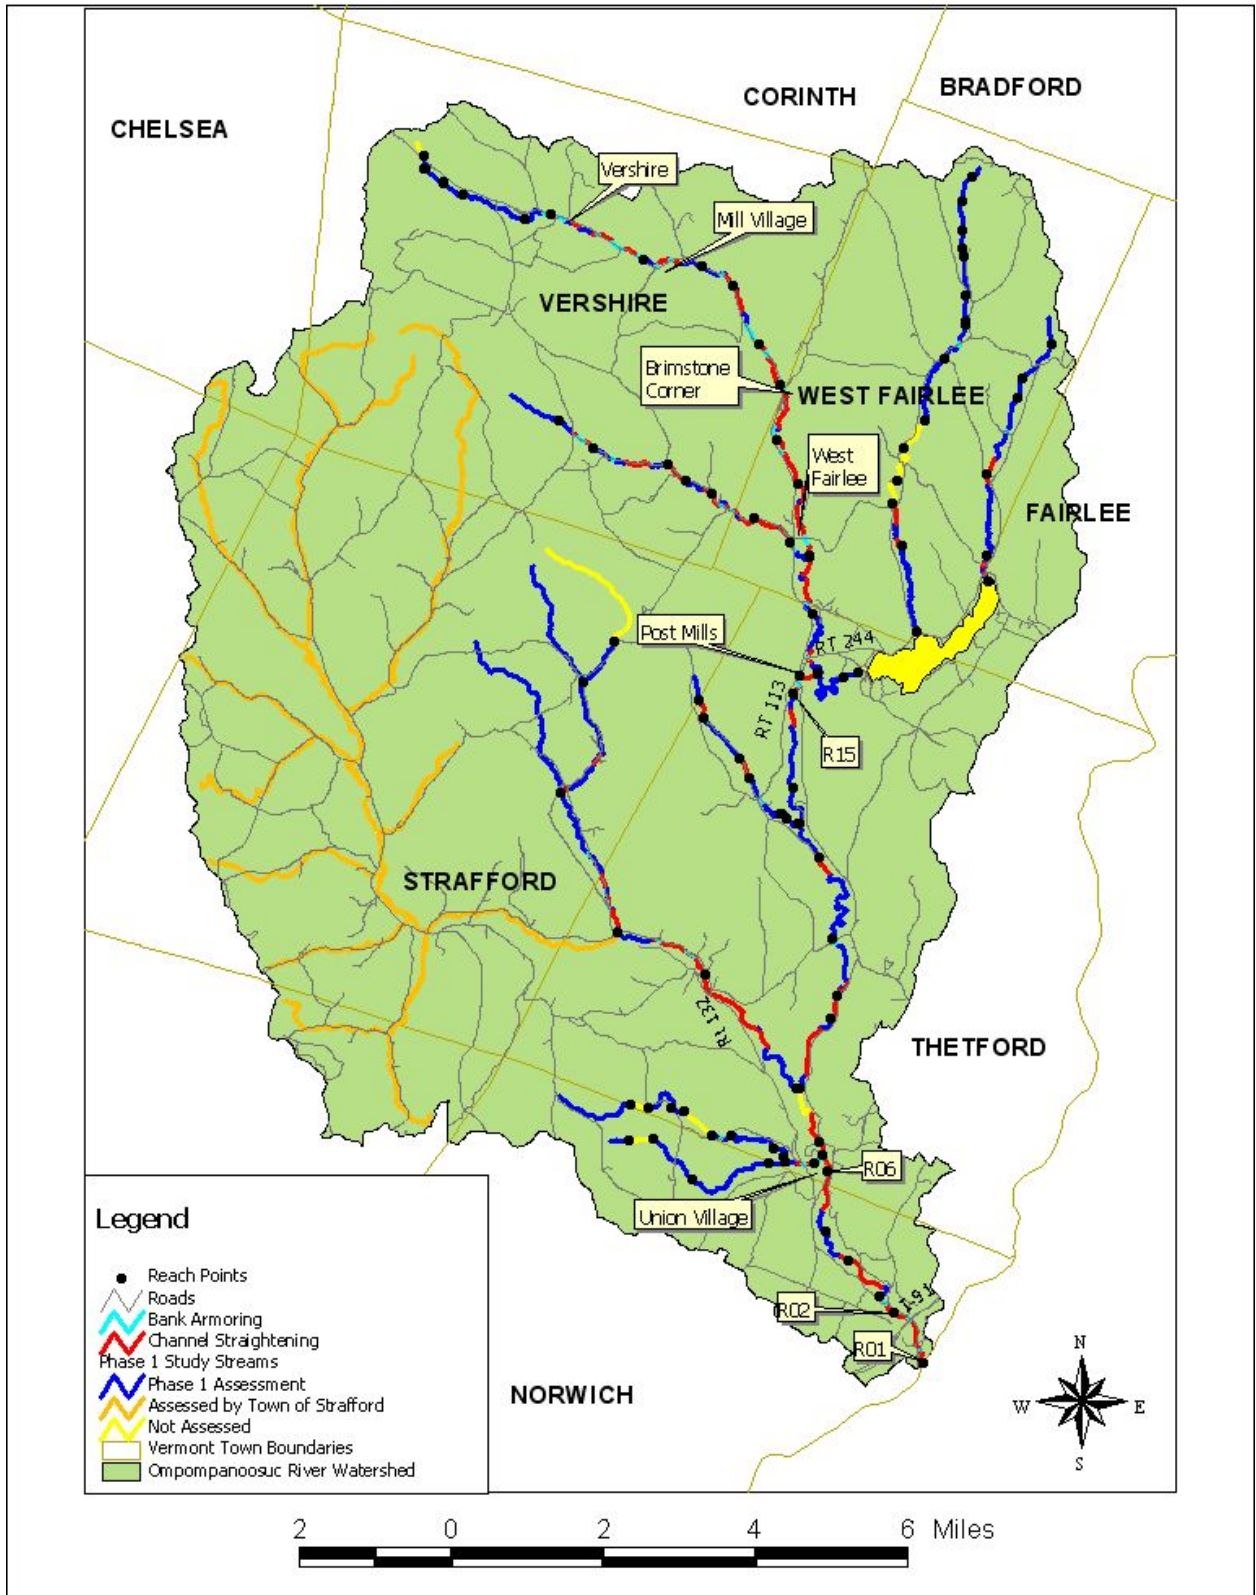 BRADFORD
CORINTH
CHELSEA
Vershire
Mill Village
VERSHIRE
Brimstone
Corner
WEST FAIRLEE
West
Fairlee
FAIRLEE
Post Mills
RT 244
RT 113
R15
STRAFFORD
Rt 132
THETFORD
R06
Union Village
I-91
R02
R01
NORWICH
Legend
Reach Points
Roads
Bank Armoring
Channel Straightening
Phase 1 Study Streams
Phase 1 Assessment
Assessed by Town of Strafford
Not Assessed
Vermont Town Boundaries
Ompompanoosuc River Watershed
N
W E
S
2 0 2 4 6 Miles